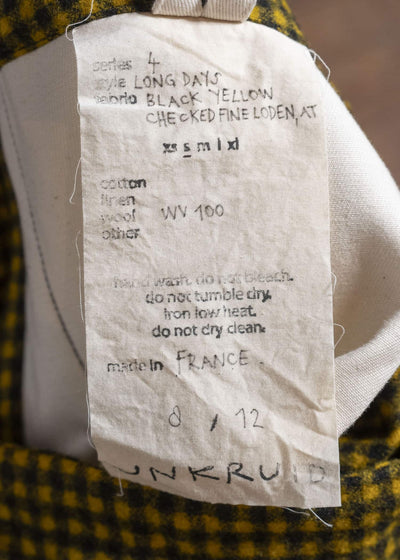 series 4
style LONG DAYS
fabric BLACK YELLOW
CHECKED FINE LODEN, AT
xs s m l xl
cotton
linen
wool WV 100
other
hand wash. do not bleach.
do not tumble dry.
iron low heat.
do not dry clean.
made in FRANCE.
8 / 12
UNKRUID